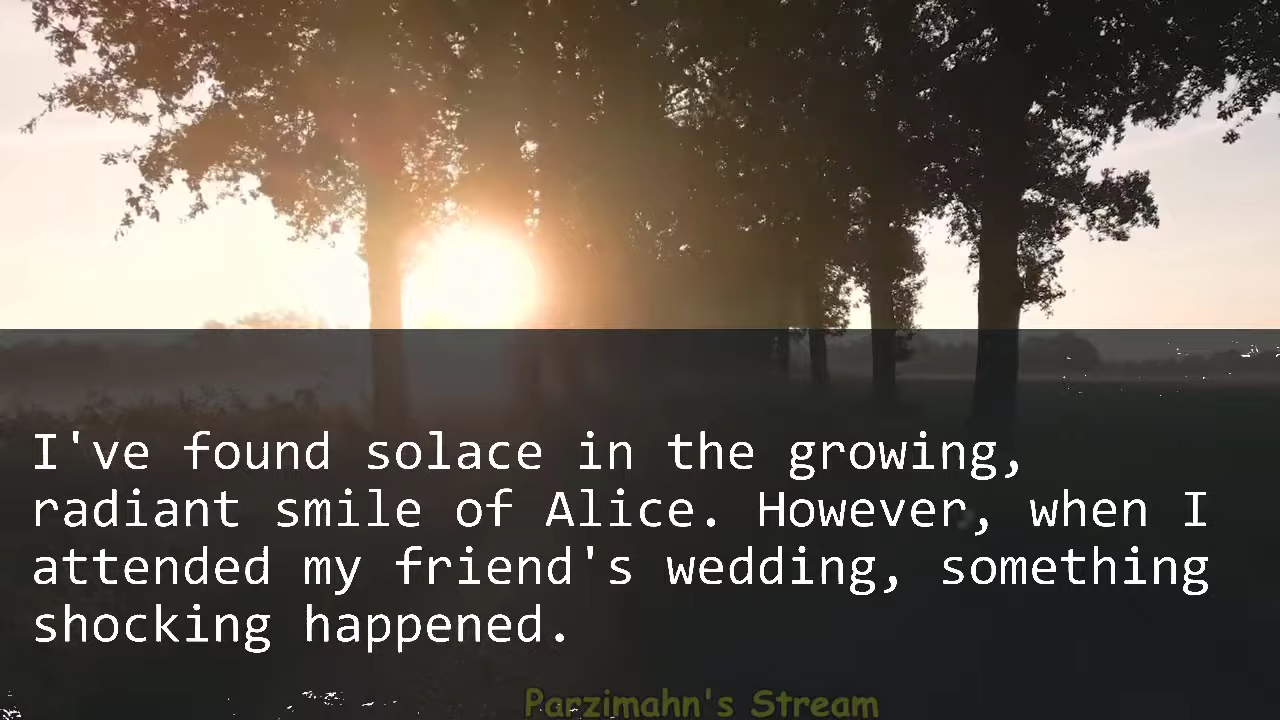 I've found solace in the growing,
radiant smile of Alice. However, when I
attended my friend's wedding, something
shocking happened.
Parzimahn's Stream